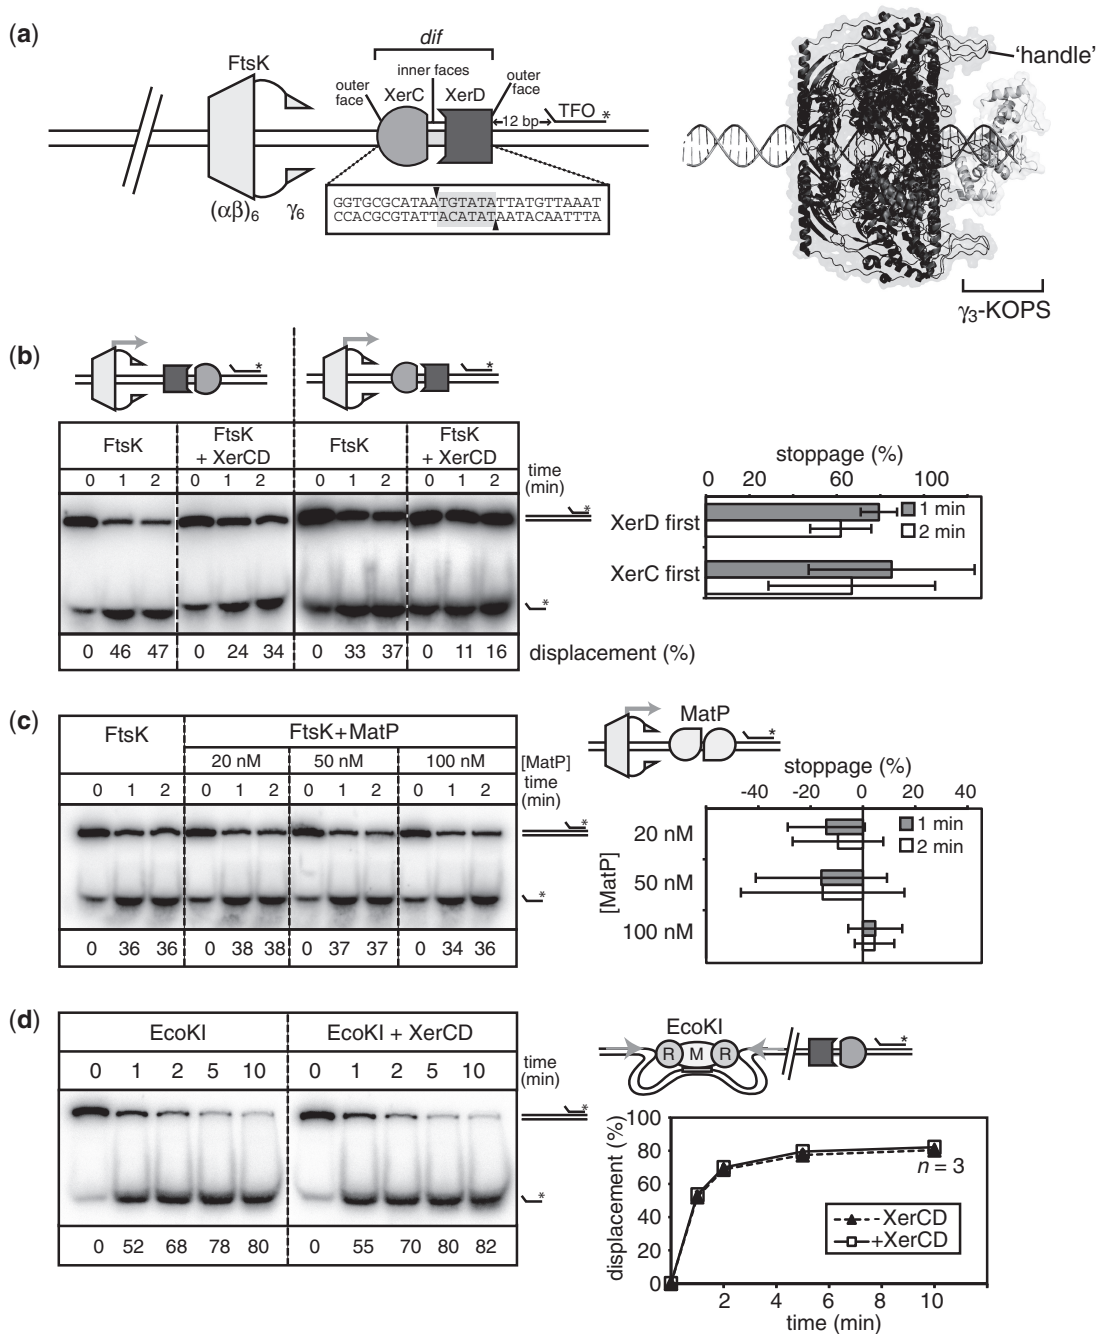 (a)
dif
FtsK
inner faces
outer face
XerC
XerD
outer face
12 bp
TFO
*
(αβ)6
γ6
GGTGCGCATAATGTATATTATGTTAAAT
CCACGCGTATTACATATAATACAATTTA
'handle'
γ3-KOPS
(b)
*
*
FtsK
FtsK + XerCD
FtsK
FtsK + XerCD
0 1 2 0 1 2 0 1 2 0 1 2
time (min)
*
*
0 46 47 0 24 34 0 33 37 0 11 16
displacement (%)
stoppage (%)
0 20 60 100
XerD first
XerC first
1 min
2 min
(c)
FtsK
FtsK+MatP
20 nM 50 nM 100 nM
[MatP]
0 1 2 0 1 2 0 1 2 0 1 2
time (min)
*
*
0 36 36 0 38 38 0 37 37 0 34 36
MatP
*
stoppage (%)
-40 -20 0 20 40
[MatP]
20 nM
50 nM
100 nM
1 min
2 min
(d)
EcoKI
EcoKI + XerCD
0 1 2 5 10 0 1 2 5 10
time (min)
*
*
0 52 68 78 80 0 55 70 80 82
EcoKI
R M R
*
displacement (%)
100
80
60
40
20
0
n = 3
- XerCD
+XerCD
2 4 6 8 10
time (min)